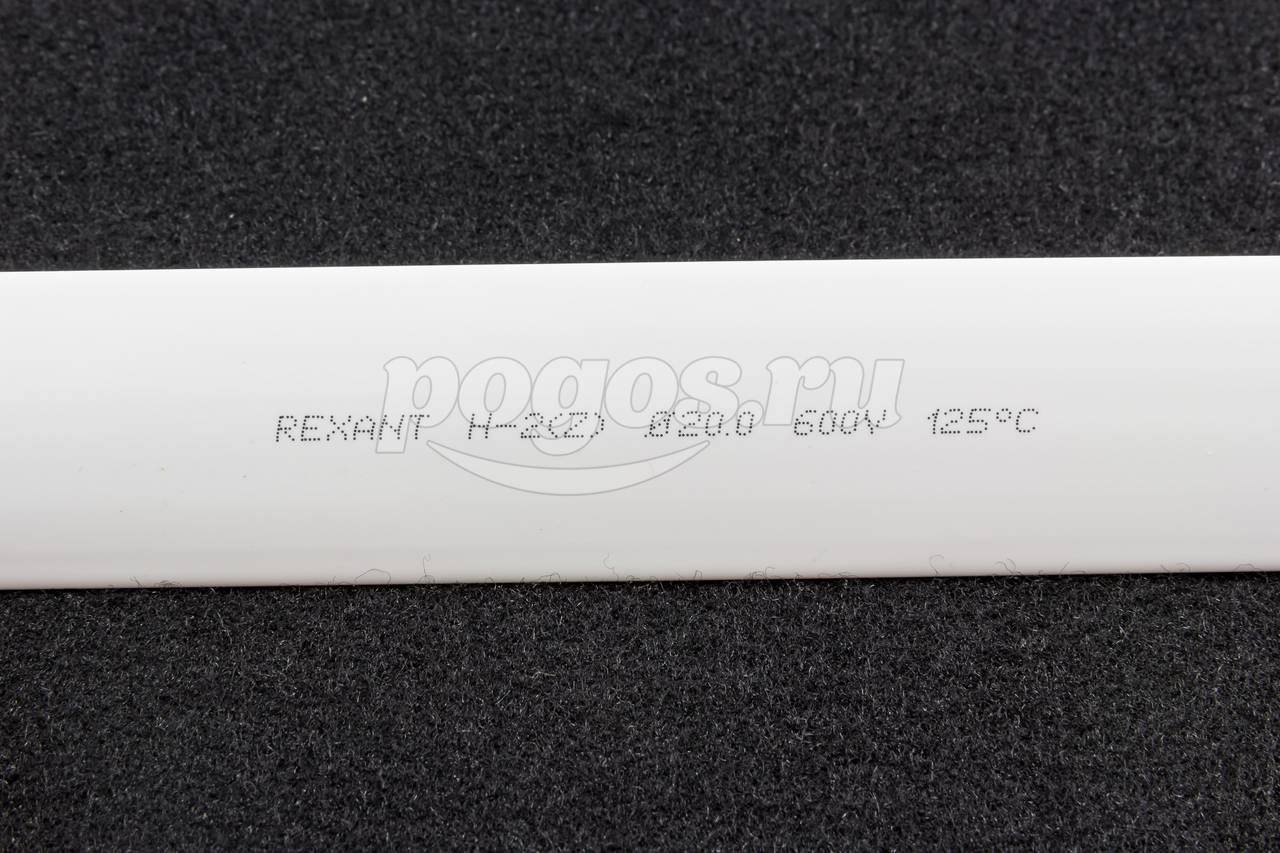 pogos.ru
REXANT H-2(Z) Ø20.0 600V 125°C